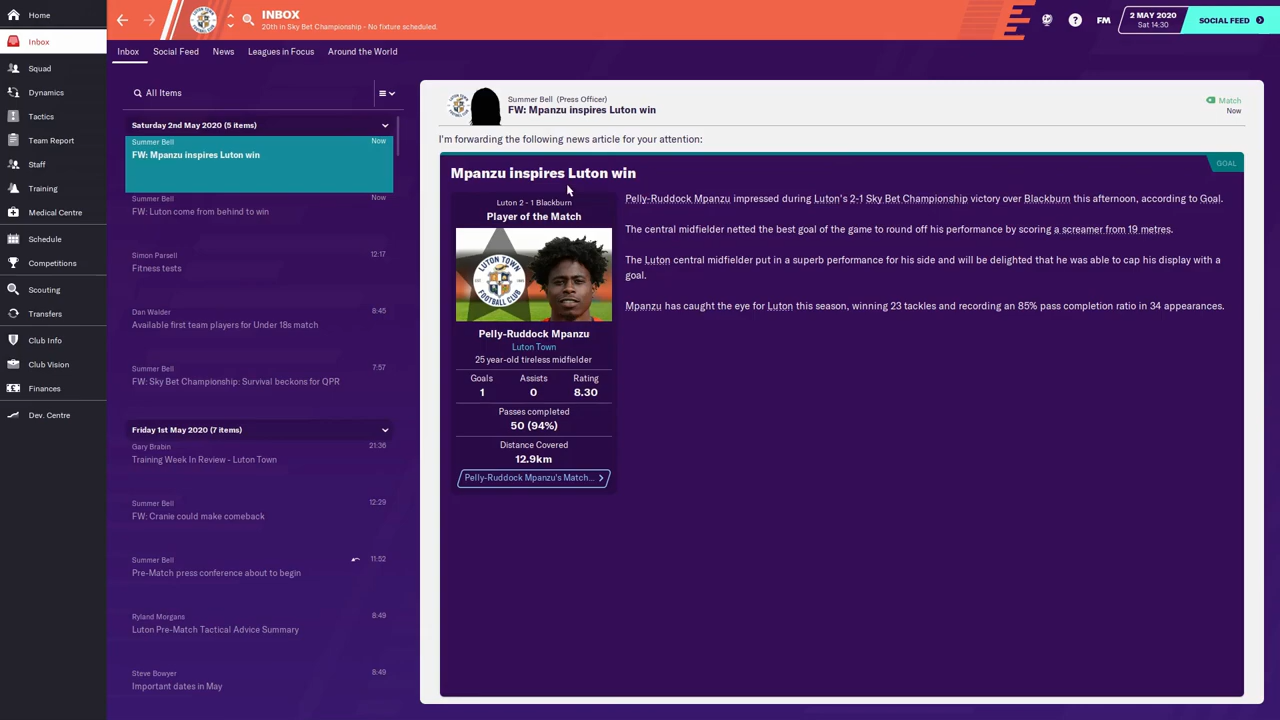 Home
Inbox
Squad
Dynamics
Tactics
Team Report
Staff
Training
Medical Centre
Schedule
Competitions
Scouting
Transfers
Club Info
Club Vision
Finances
Dev. Centre
INBOX
20th in Sky Bet Championship - No fixture scheduled.
? FM
2 MAY 2020
Sat 14:30
SOCIAL FEED
Inbox Social Feed News Leagues in Focus Around the World
All Items
Saturday 2nd May 2020 (5 items)
Summer Bell Now
FW: Mpanzu inspires Luton win
Summer Bell Now
FW: Luton come from behind to win
Simon Parsell 12:17
Fitness tests
Dan Walder 8:45
Available first team players for Under 18s match
Summer Bell 7:57
FW: Sky Bet Championship: Survival beckons for QPR
Friday 1st May 2020 (7 items)
Gary Brabin 21:36
Training Week In Review - Luton Town
Summer Bell 12:29
FW: Cranie could make comeback
Summer Bell 11:52
Pre-Match press conference about to begin
Ryland Morgans 8:49
Luton Pre-Match Tactical Advice Summary
Steve Bowyer 8:49
Important dates in May
Summer Bell (Press Officer)
FW: Mpanzu inspires Luton win
Match
Now
I'm forwarding the following news article for your attention:
GOAL
Mpanzu inspires Luton win
Luton 2 - 1 Blackburn
Player of the Match
LUTON TOWN
FOOTBALL CLUB
Pelly-Ruddock Mpanzu
Luton Town
25 year-old tireless midfielder
Goals Assists Rating
1 0 8.30
Passes completed
50 (94%)
Distance Covered
12.9km
Pelly-Ruddock Mpanzu's Match...
Pelly-Ruddock Mpanzu impressed during Luton's 2-1 Sky Bet Championship victory over Blackburn this afternoon, according to Goal.
The central midfielder netted the best goal of the game to round off his performance by scoring a screamer from 19 metres.
The Luton central midfielder put in a superb performance for his side and will be delighted that he was able to cap his display with a
goal.
Mpanzu has caught the eye for Luton this season, winning 23 tackles and recording an 85% pass completion ratio in 34 appearances.